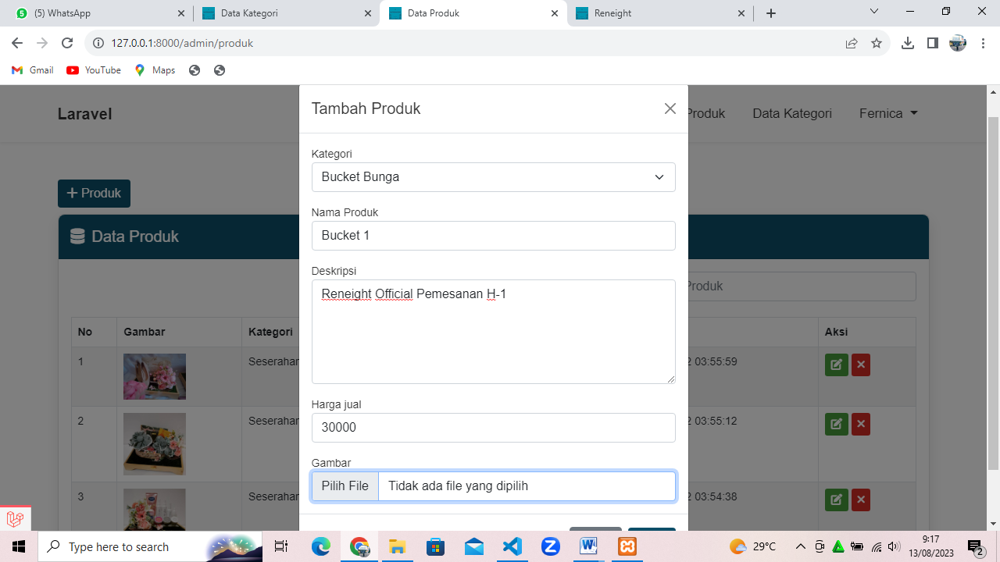 (5) WhatsApp
Data Kategori
Data Produk
Reneight
127.0.0.1:8000/admin/produk
Gmail
YouTube
Maps
Laravel
Tambah Produk
Produk
Data Kategori
Fernica
Kategori
Bucket Bunga
Produk
Nama Produk
Bucket 1
Data Produk
Deskripsi
Reneight Official Pemesanan H-1
Produk
No
Gambar
Kategori
Aksi
1
Seserahan
2 03:55:59
Harga jual
30000
2
Seserahan
2 03:55:12
Gambar
Pilih File
Tidak ada file yang dipilih
3
Seserahan
2 03:54:38
Type here to search
29°C
9:17
13/08/2023
2